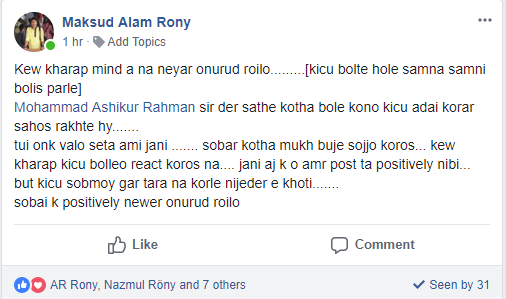 Maksud Alam Rony
1 hr · Add Topics
Kew kharap mind a na neyar onurud roilo.........[kicu bolte hole samna samni
bolis parle]
Mohammad Ashikur Rahman sir der sathe kotha bole kono kicu adai korar
sahos rakhte hy.......
tui onk valo seta ami jani ....... sobar kotha mukh buje sojjo koros... kew
kharap kicu bolleo react koros na.... jani aj k o amr post ta positively nibi...
but kicu sobmoy gar tara na korle nijeder e khoti.......
sobai k positively newer onurud roilo
Like
Comment
AR Rony, Nazmul Röny and 7 others
Seen by 31